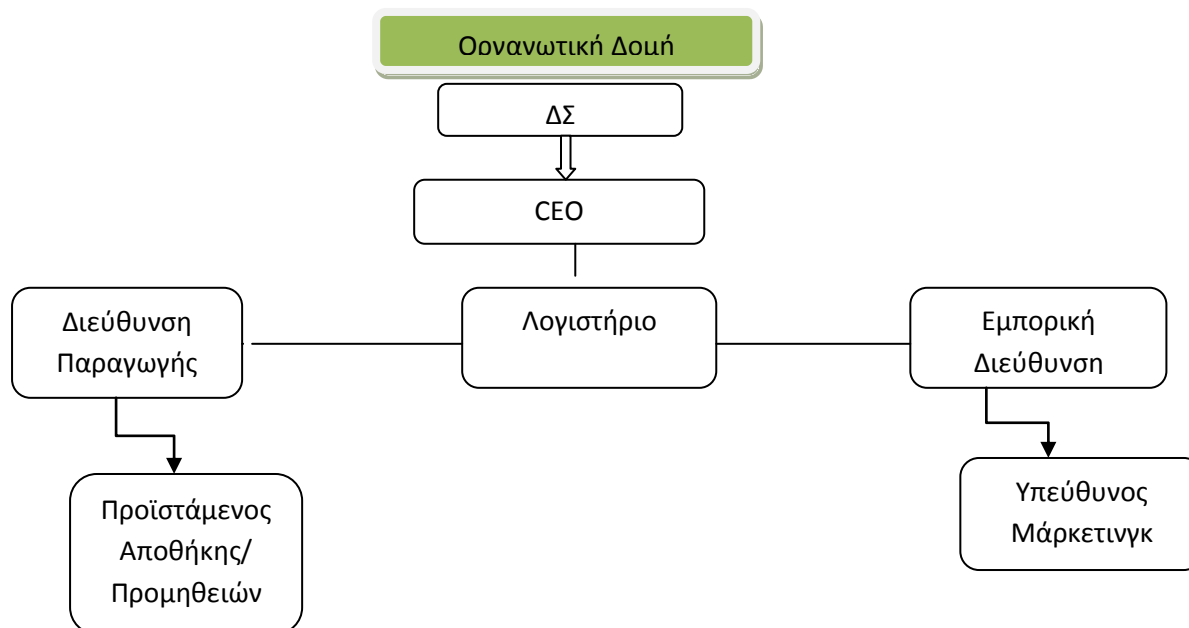 Οργανωτική Δομή
ΔΣ
CEO
Διεύθυνση
Παραγωγής
Λογιστήριο
Εμπορική
Διεύθυνση
Προϊστάμενος
Αποθήκης/
Προμηθειών
Υπεύθυνος
Μάρκετινγκ